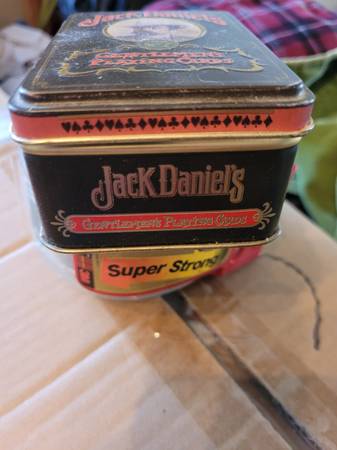 Jack Daniel's
Gentlemen's
Playing Cards
Jack Daniel's
Gentlemen's Playing Cards
Super Strong